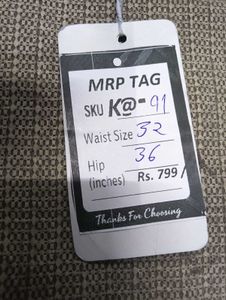 MRP TAG
SKU K@-91
Waist Size 32
Hip 36
(inches) Rs. 799/
Thanks For Choosing